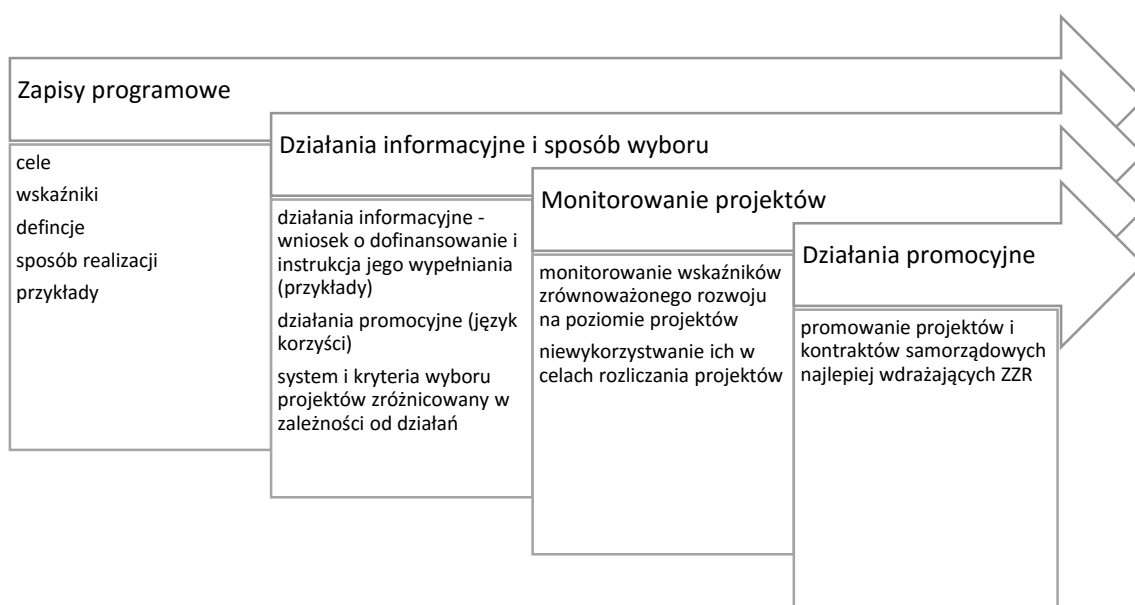 Zapisy programowe
cele
wskaźniki
defincje
sposób realizacji
przykłady
Działania informacyjne i sposób wyboru
działania informacyjne -
wniosek o dofinansowanie i
instrukcja jego wypełniania
(przykłady)
działania promocyjne (język
korzyści)
system i kryteria wyboru
projektów zróżnicowany w
zależności od działań
Monitorowanie projektów
monitorowanie wskaźników
zrównoważonego rozwoju
na poziomie projektów
niewykorzystwanie ich w
celach rozliczania projektów
Działania promocyjne
promowanie projektów i
kontraktów samorządowych
najlepiej wdrażających ZZR